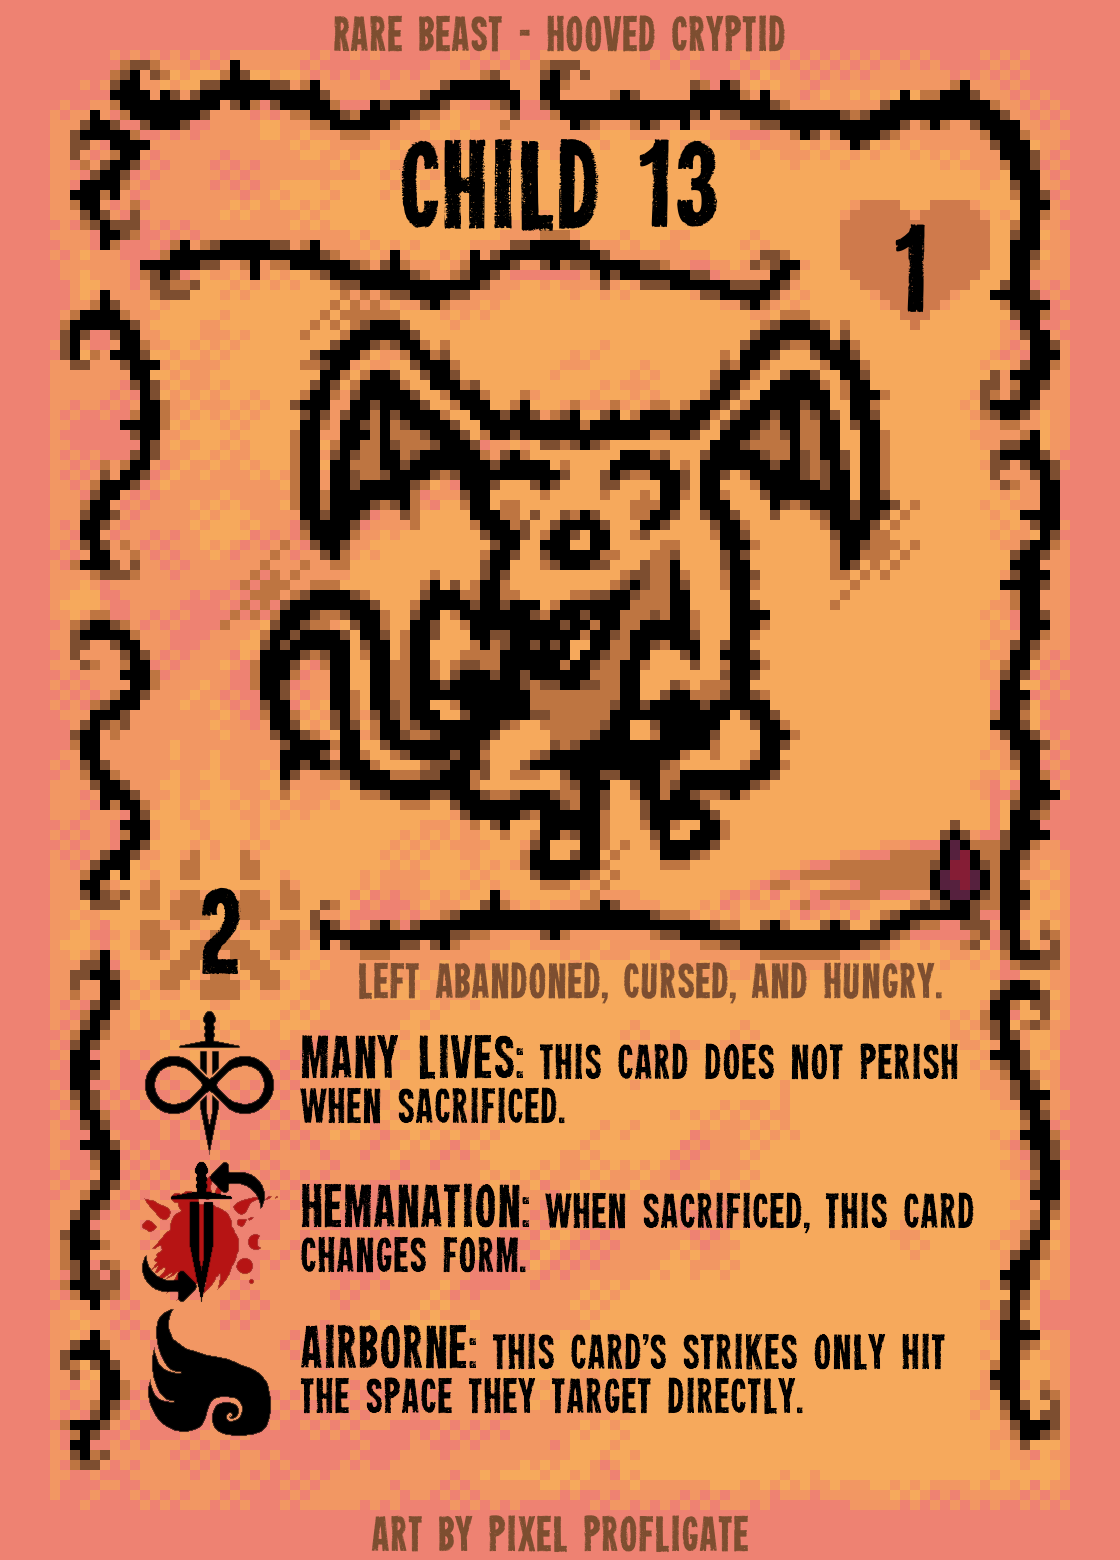 RARE BEAST - HOOVED CRYPTID
CHILD 13
1
2
LEFT ABANDONED, CURSED, AND HUNGRY.
MANY LIVES: THIS CARD DOES NOT PERISH
WHEN SACRIFICED.
HEMANATION: WHEN SACRIFICED, THIS CARD
CHANGES FORM.
AIRBORNE: THIS CARD'S STRIKES ONLY HIT
THE SPACE THEY TARGET DIRECTLY.
ART BY PIXEL PROFLIGATE